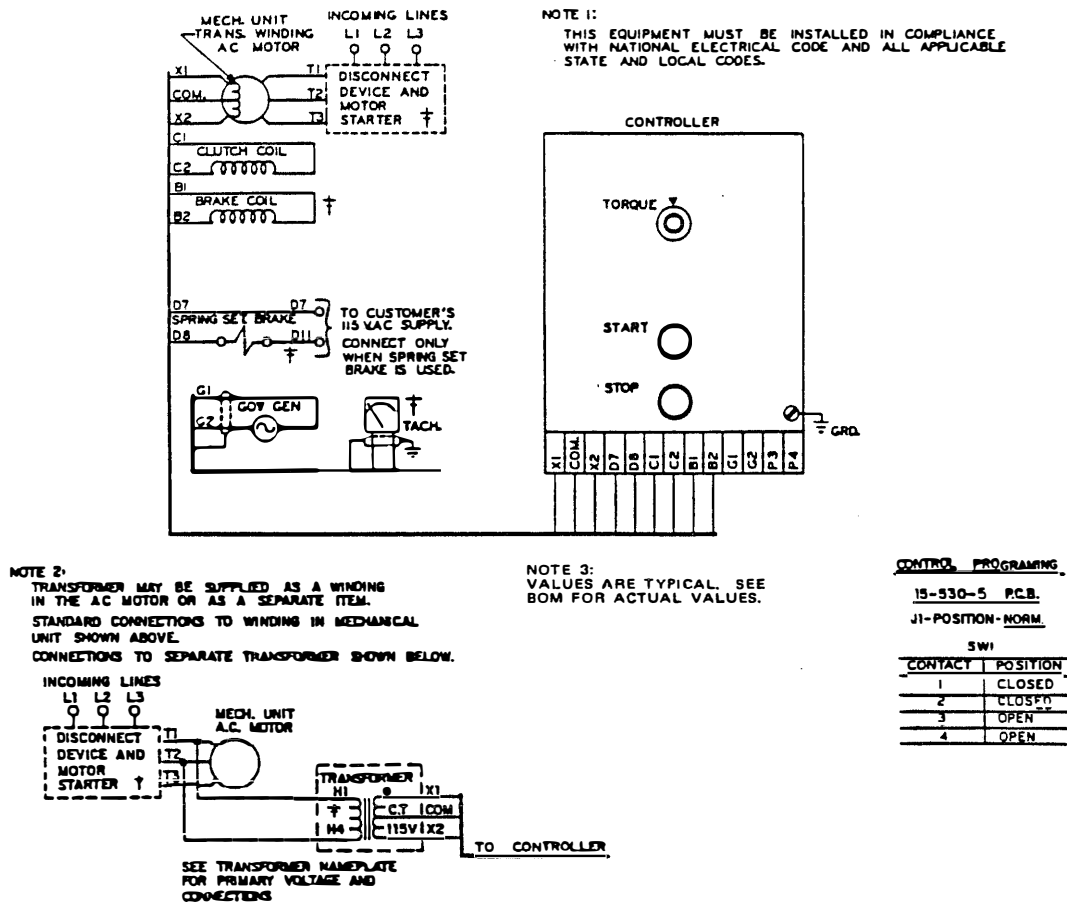 MECH. UNIT
TRANS. WINDING
AC MOTOR
INCOMING LINES
L1 L2 L3
X1
COM.
X2
T1
T2
T3
DISCONNECT
DEVICE AND
MOTOR
STARTER
C1
CLUTCH COIL
C2
B1
BRAKE COIL
B2
D7
D7
SPRING SET BRAKE
D8
D11
TO CUSTOMER'S
115 VAC SUPPLY.
CONNECT ONLY
WHEN SPRING SET
BRAKE IS USED.
G1
GOV GEN
G2
TACH.
NOTE 1:
THIS EQUIPMENT MUST BE INSTALLED IN COMPLIANCE
WITH NATIONAL ELECTRICAL CODE AND ALL APPLICABLE
STATE AND LOCAL CODES.
CONTROLLER
TORQUE
START
STOP
GRD.
X1 COM. X2 D7 D8 C1 C2 B1 B2 G1 G2 P3 P4
NOTE 2:
TRANSFORMER MAY BE SUPPLIED AS A WINDING
IN THE AC MOTOR OR AS A SEPARATE ITEM.
STANDARD CONNECTIONS TO WINDING IN MECHANICAL
UNIT SHOWN ABOVE.
CONNECTIONS TO SEPARATE TRANSFORMER SHOWN BELOW.
INCOMING LINES
L1 L2 L3
DISCONNECT
DEVICE AND
MOTOR
STARTER
T1
T2
T3
MECH. UNIT
A.C. MOTOR
TRANSFORMER
H1
X1
C.T
COM
H4
115V
X2
TO CONTROLLER
SEE TRANSFORMER NAMEPLATE
FOR PRIMARY VOLTAGE AND
CONNECTIONS
NOTE 3:
VALUES ARE TYPICAL. SEE
BOM FOR ACTUAL VALUES.
CONTROL PROGRAMING
15-530-5 P.C.B.
J1-POSITION-NORM.
SW1
CONTACT POSITION
1 CLOSED
2 CLOSED
3 OPEN
4 OPEN